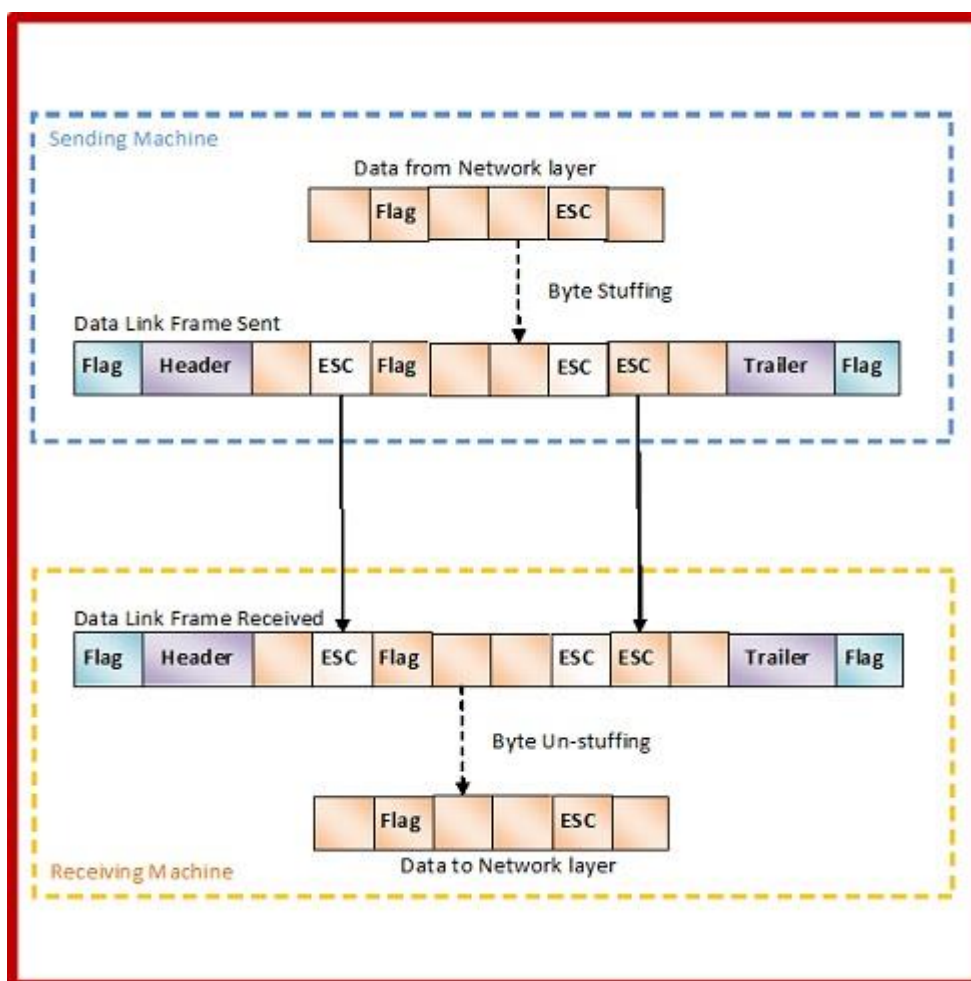 Sending Machine
Data from Network layer
Flag ESC
Byte Stuffing
Data Link Frame Sent
Flag Header ESC Flag ESC ESC Trailer Flag
Data Link Frame Received
Flag Header ESC Flag ESC ESC Trailer Flag
Byte Un-stuffing
Flag ESC
Data to Network layer
Receiving Machine